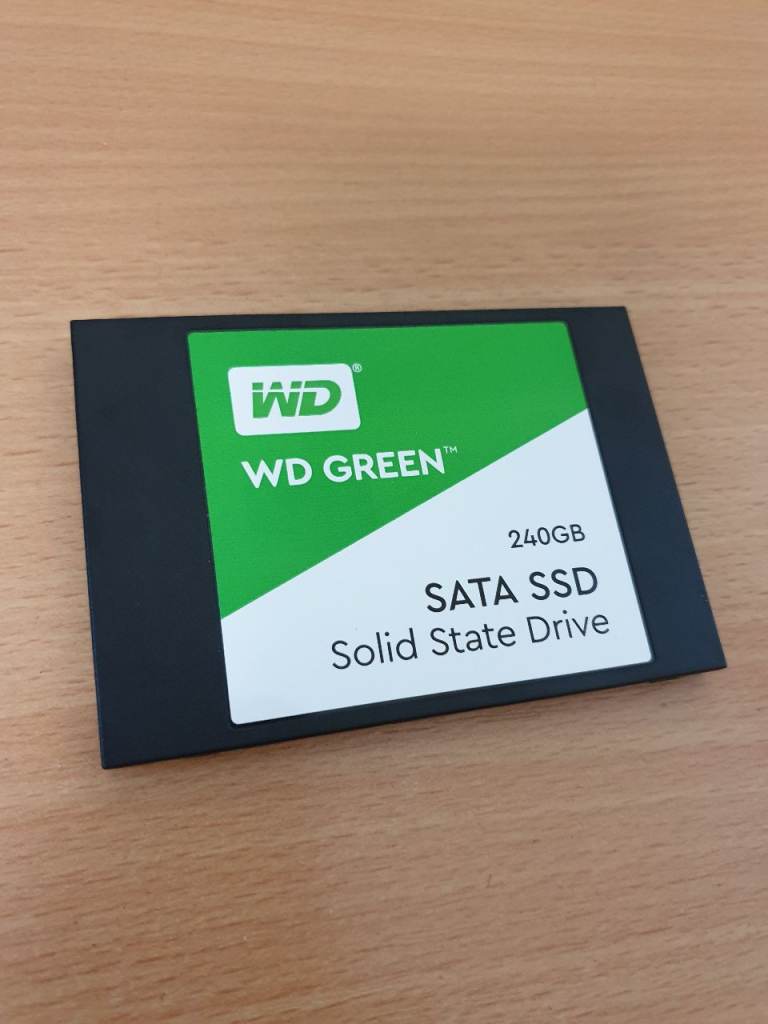 WD®
WD GREEN™
240GB
SATA SSD
Solid State Drive